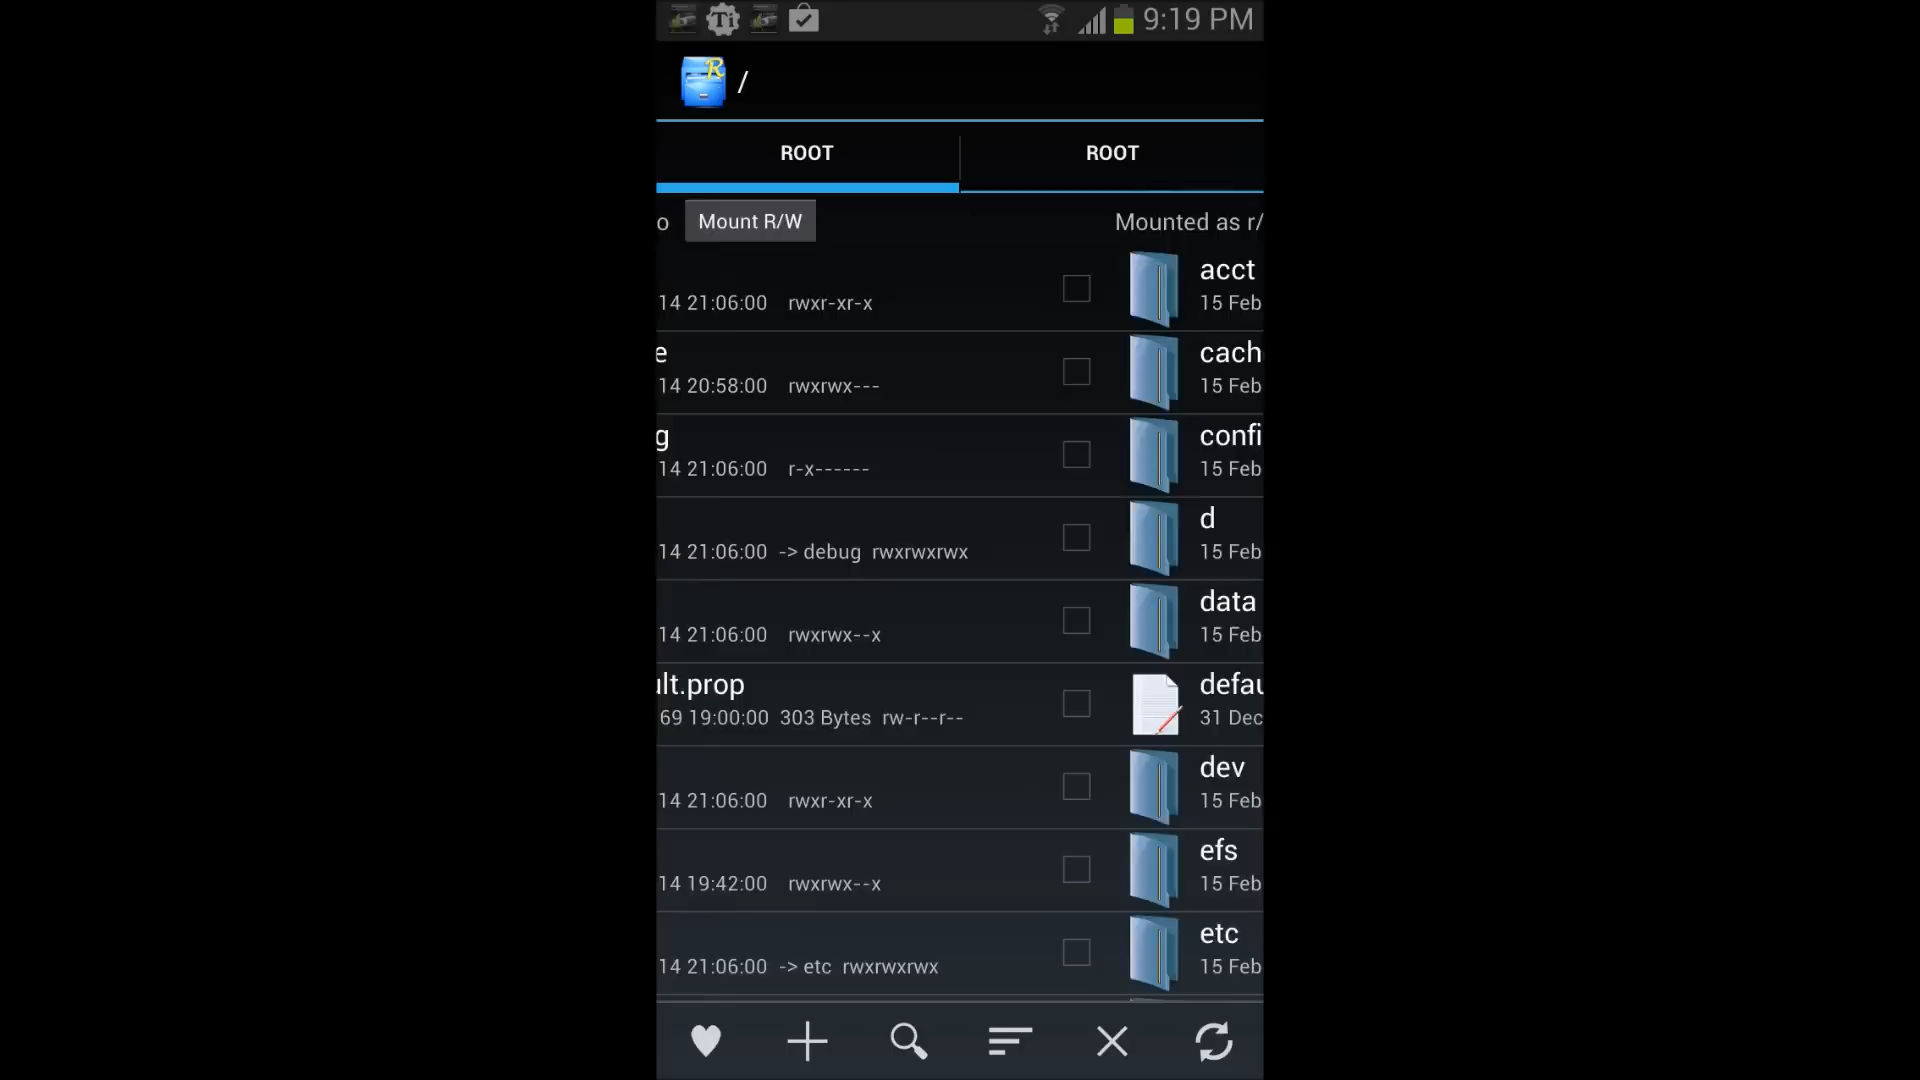 Ti 9:19 PM
R /
ROOT ROOT
o Mount R/W Mounted as r/
acct
14 21:06:00 rwxr-xr-x 15 Feb
e cach
14 20:58:00 rwxrwx--- 15 Feb
g confi
14 21:06:00 r-x------ 15 Feb
d
14 21:06:00 -> debug rwxrwxrwx 15 Feb
data
14 21:06:00 rwxrwx--x 15 Feb
ult.prop defau
69 19:00:00 303 Bytes rw-r--r-- 31 Dec
dev
14 21:06:00 rwxr-xr-x 15 Feb
efs
14 19:42:00 rwxrwx--x 15 Feb
etc
14 21:06:00 -> etc rwxrwxrwx 15 Feb